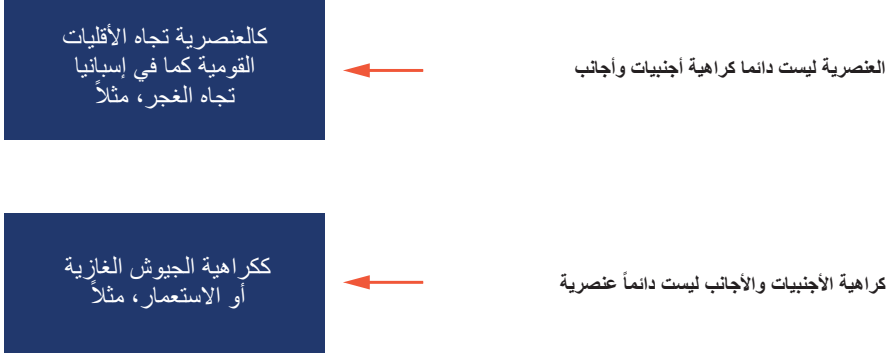 العنصرية ليست دائما كراهية أجنبيات وأجانب
كالعنصرية تجاه الأقليات
القومية كما في إسبانيا
تجاه الغجر، مثلاً
كراهية الأجنبيات والأجانب ليست دائماً عنصرية
ككراهية الجيوش الغازية
أو الاستعمار، مثلاً